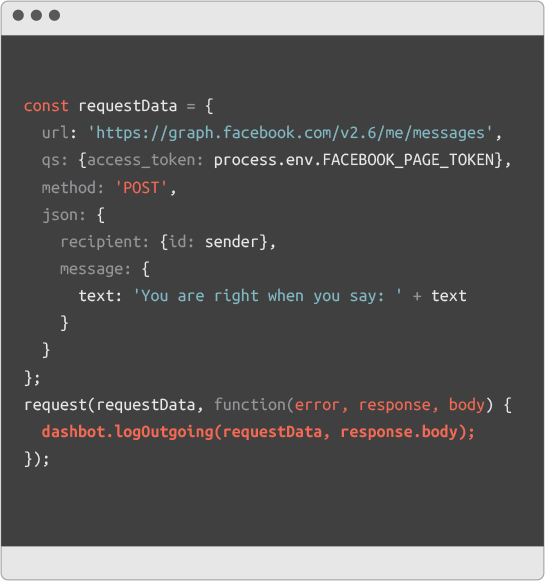 const requestData = {
  url: 'https://graph.facebook.com/v2.6/me/messages',
  qs: {access_token: process.env.FACEBOOK_PAGE_TOKEN},
  method: 'POST',
  json: {
    recipient: {id: sender},
    message: {
      text: 'You are right when you say: ' + text
    }
  }
};
request(requestData, function(error, response, body) {
  dashbot.logOutgoing(requestData, response.body);
});